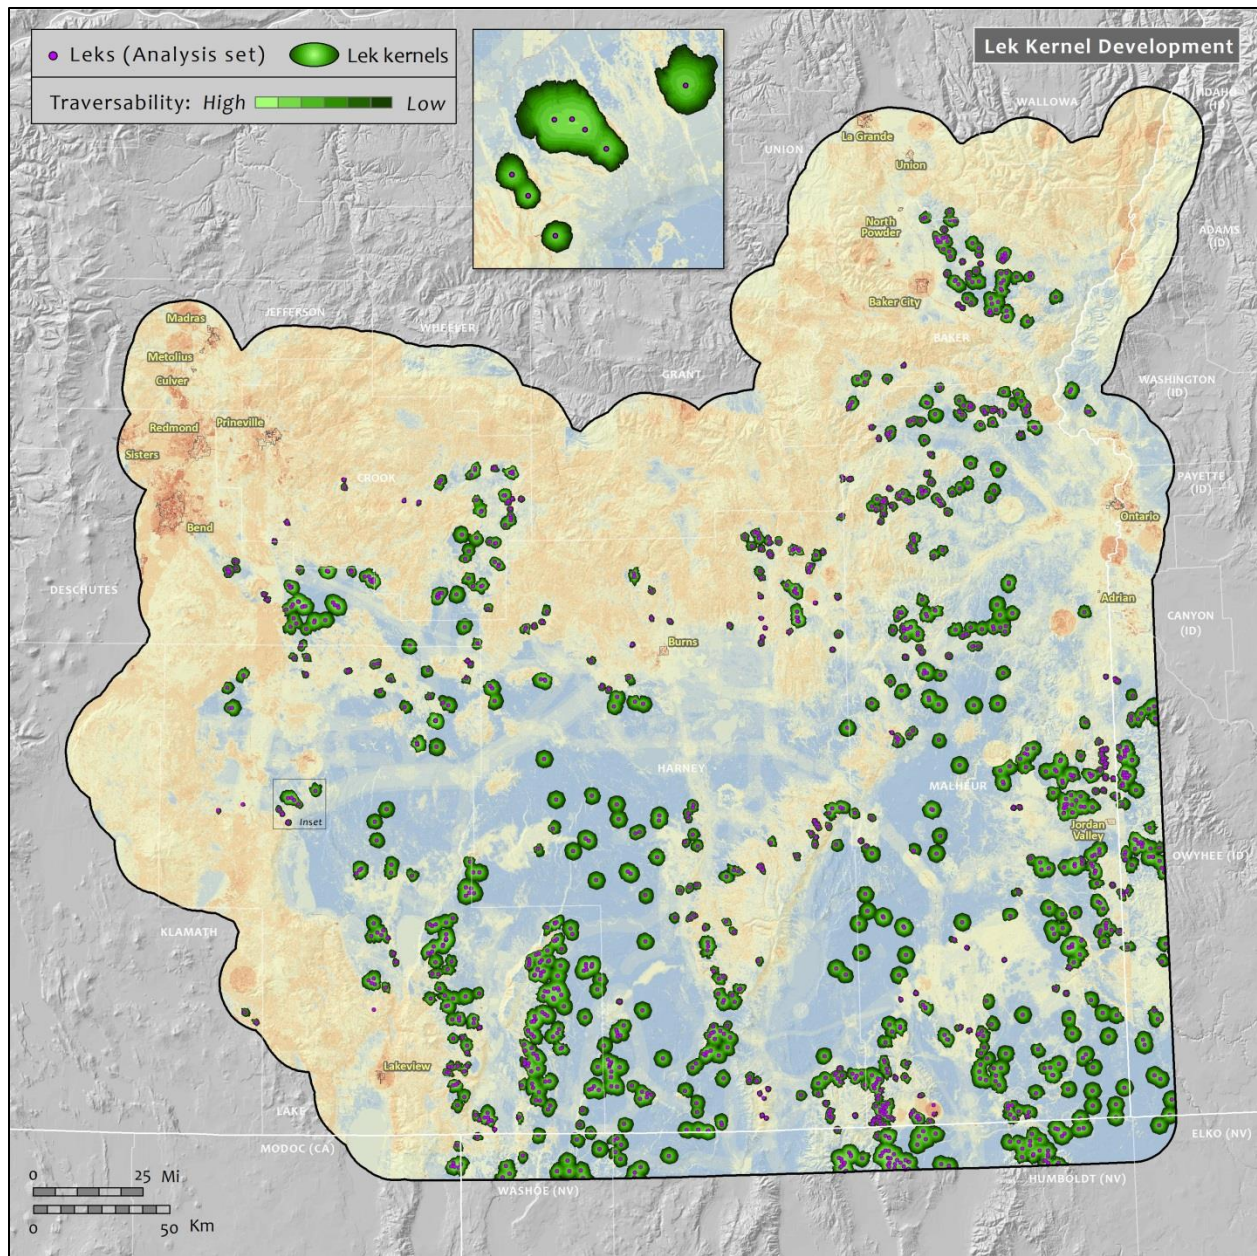 Leks (Analysis set)
Lek kernels
Traversability: High
Low
Lek Kernel Development
IDAHO
(ID)
WALLOWA
La Grande
UNION
Union
North
Powder
ADAMS
(ID)
Baker City
BAKER
JEFFERSON
Madras
WHEELER
Metolius
GRANT
Culver
WASHINGTON
(ID)
Redmond
Prineville
Sisters
CROOK
PAYETTE
(ID)
Bend
Ontario
DESCHUTES
Adrian
CANYON
(ID)
Burns
HARNEY
MALHEUR
Inset
Jordan
Valley
OWYHEE (ID)
KLAMATH
Lakeview
LAKE
MODOC (CA)
ELKO (NV)
WASHOE (NV)
HUMBOLDT (NV)
0 25 Mi
0 50 Km